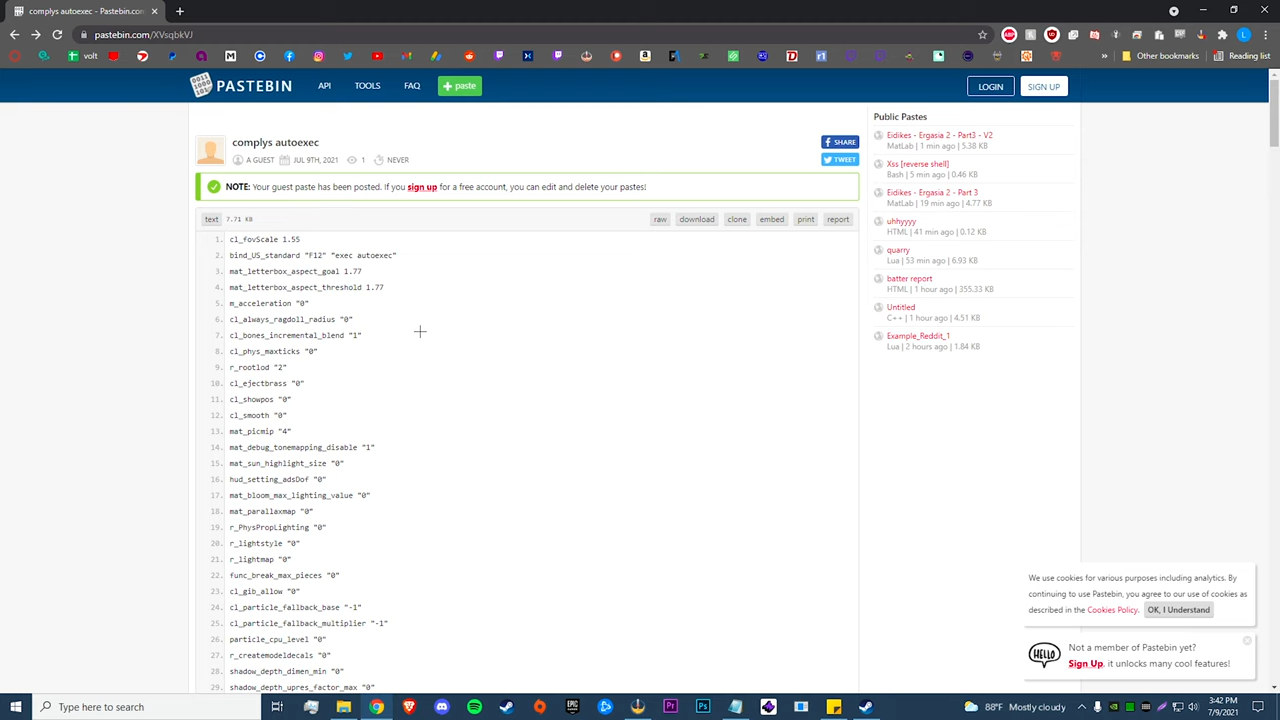 complys autoexec - Pastebin.com
pastebin.com/XVsqbkVJ
volt
Other bookmarks
Reading list
PASTEBIN
API
TOOLS
FAQ
+ paste
LOGIN
SIGN UP
complys autoexec
A GUEST
JUL 9TH, 2021
1
NEVER
SHARE
TWEET
NOTE: Your guest paste has been posted. If you sign up for a free account, you can edit and delete your pastes!
text 7.71 KB
raw
download
clone
embed
print
report
1. cl_fovScale 1.55
2. bind_US_standard "F12" "exec autoexec"
3. mat_letterbox_aspect_goal 1.77
4. mat_letterbox_aspect_threshold 1.77
5. m_acceleration "0"
6. cl_always_ragdoll_radius "0"
7. cl_bones_incremental_blend "1"
8. cl_phys_maxticks "0"
9. r_rootlod "2"
10. cl_ejectbrass "0"
11. cl_showpos "0"
12. cl_smooth "0"
13. mat_picmip "4"
14. mat_debug_tonemapping_disable "1"
15. mat_sun_highlight_size "0"
16. hud_setting_adsDof "0"
17. mat_bloom_max_lighting_value "0"
18. mat_parallaxmap "0"
19. r_PhysPropLighting "0"
20. r_lightstyle "0"
21. r_lightmap "0"
22. func_break_max_pieces "0"
23. cl_gib_allow "0"
24. cl_particle_fallback_base "-1"
25. cl_particle_fallback_multiplier "-1"
26. particle_cpu_level "0"
27. r_createmodeldecals "0"
28. shadow_depth_dimen_min "0"
29. shadow_depth_upres_factor_max "0"
Public Pastes
Eidikes - Ergasia 2 - Part3 - V2
MatLab | 1 min ago | 5.38 KB
Xss [reverse shell]
Bash | 5 min ago | 0.46 KB
Eidikes - Ergasia 2 - Part 3
MatLab | 19 min ago | 4.77 KB
uhhyyyy
HTML | 41 min ago | 0.12 KB
quarry
Lua | 53 min ago | 6.93 KB
batter report
HTML | 1 hour ago | 355.33 KB
Untitled
C++ | 1 hour ago | 4.51 KB
Example_Reddit_1
Lua | 2 hours ago | 1.84 KB
We use cookies for various purposes including analytics. By
continuing to use Pastebin, you agree to our use of cookies as
described in the Cookies Policy. OK, I Understand
HELLO
Not a member of Pastebin yet?
Sign Up, it unlocks many cool features!
Type here to search
88°F Mostly cloudy
3:42 PM
7/9/2021